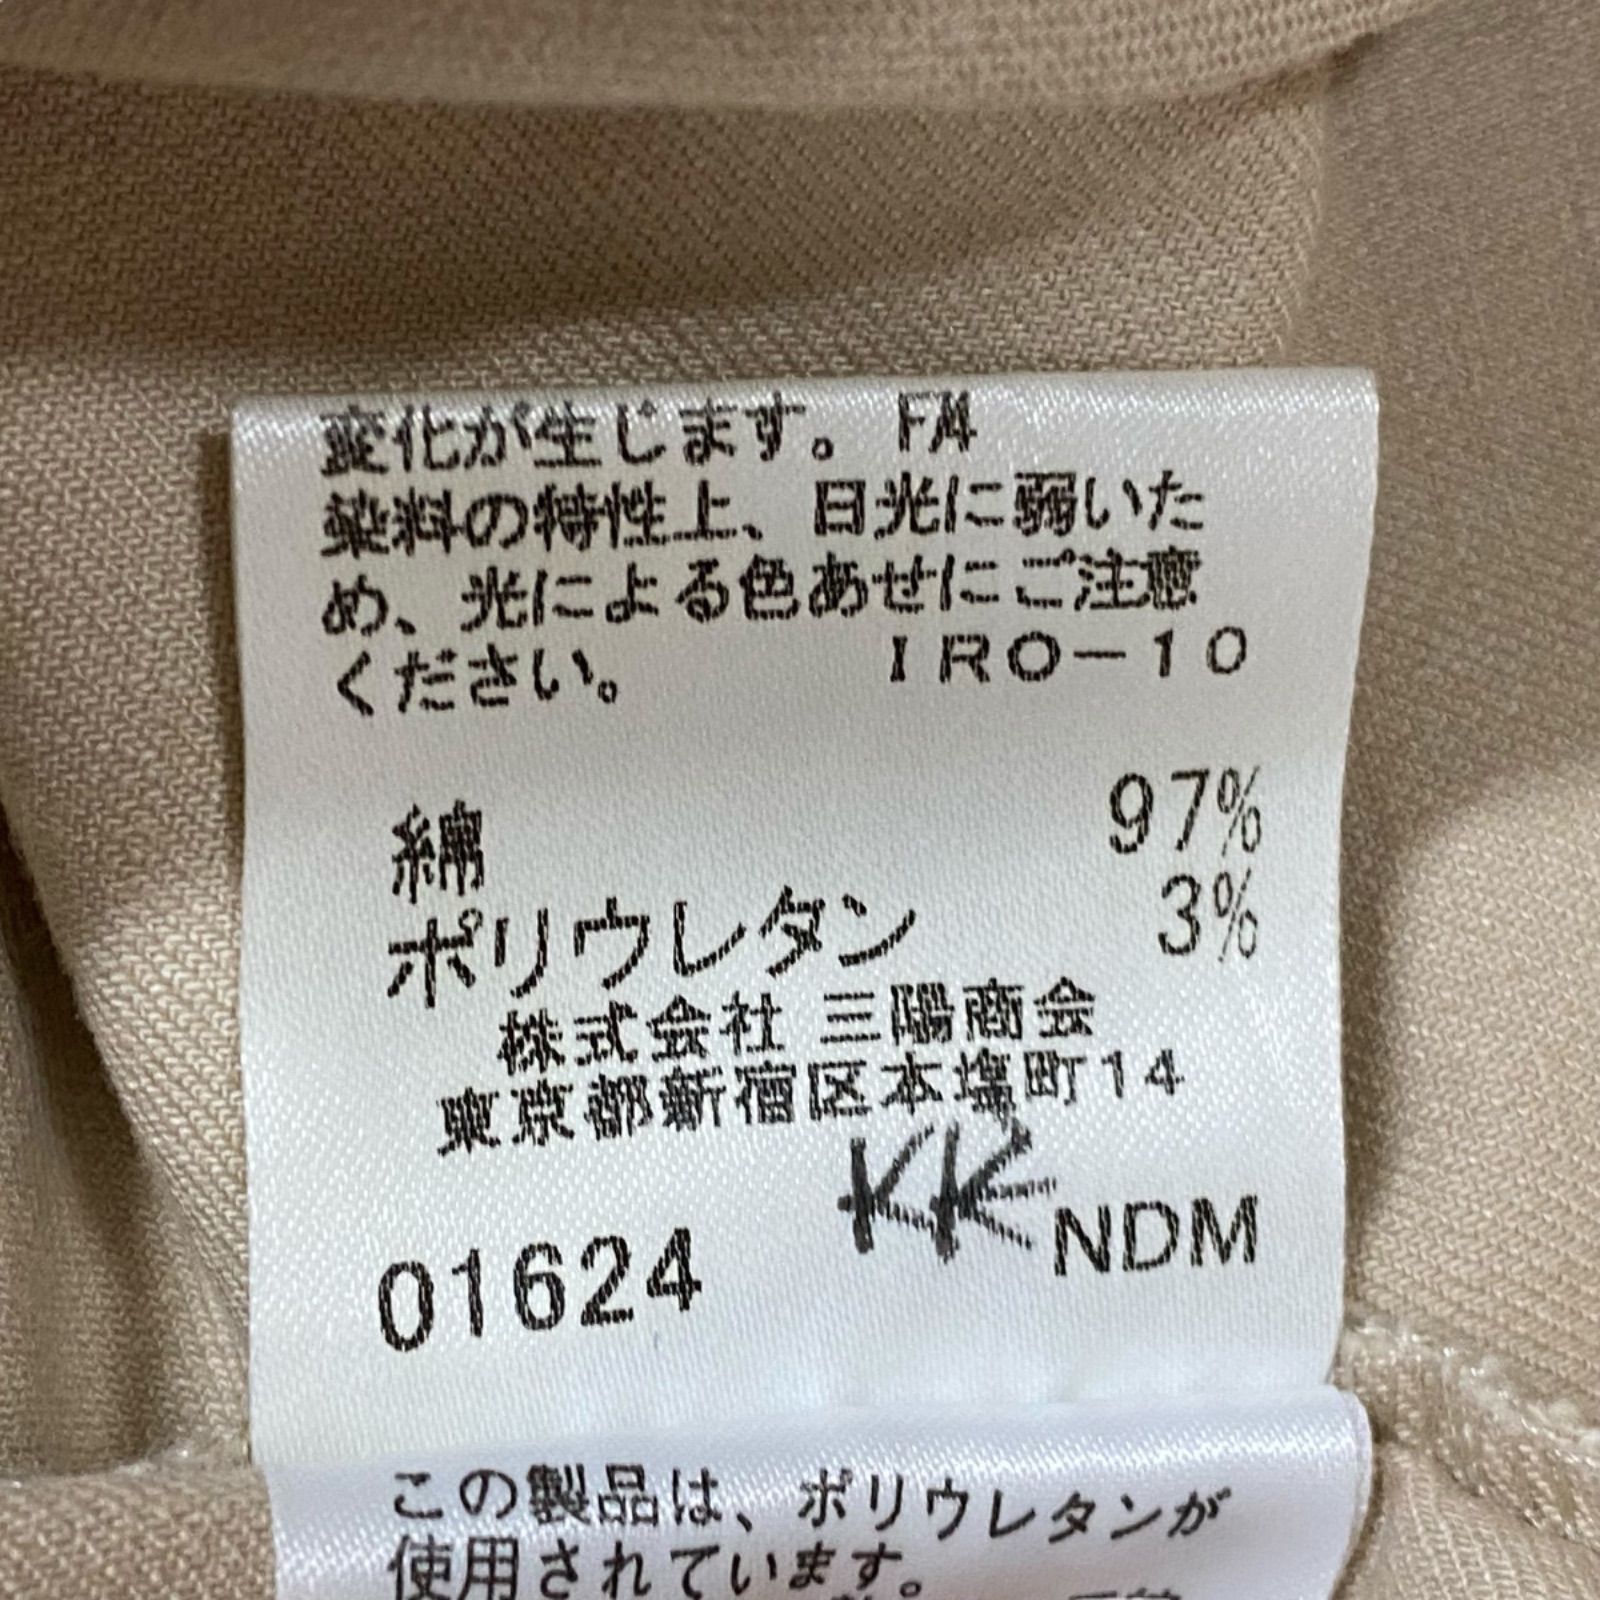 変化が生じます。 FM
染料の特性上、日光に弱いた
め、光による色あせにご注意
ください。 IRO-10
綿 97%
ポリウレタン 3%
株式会社 三陽商会
東京都新宿区本塩町14
KK NDM
01624
この製品は、ポリウレタンが
使用されています。